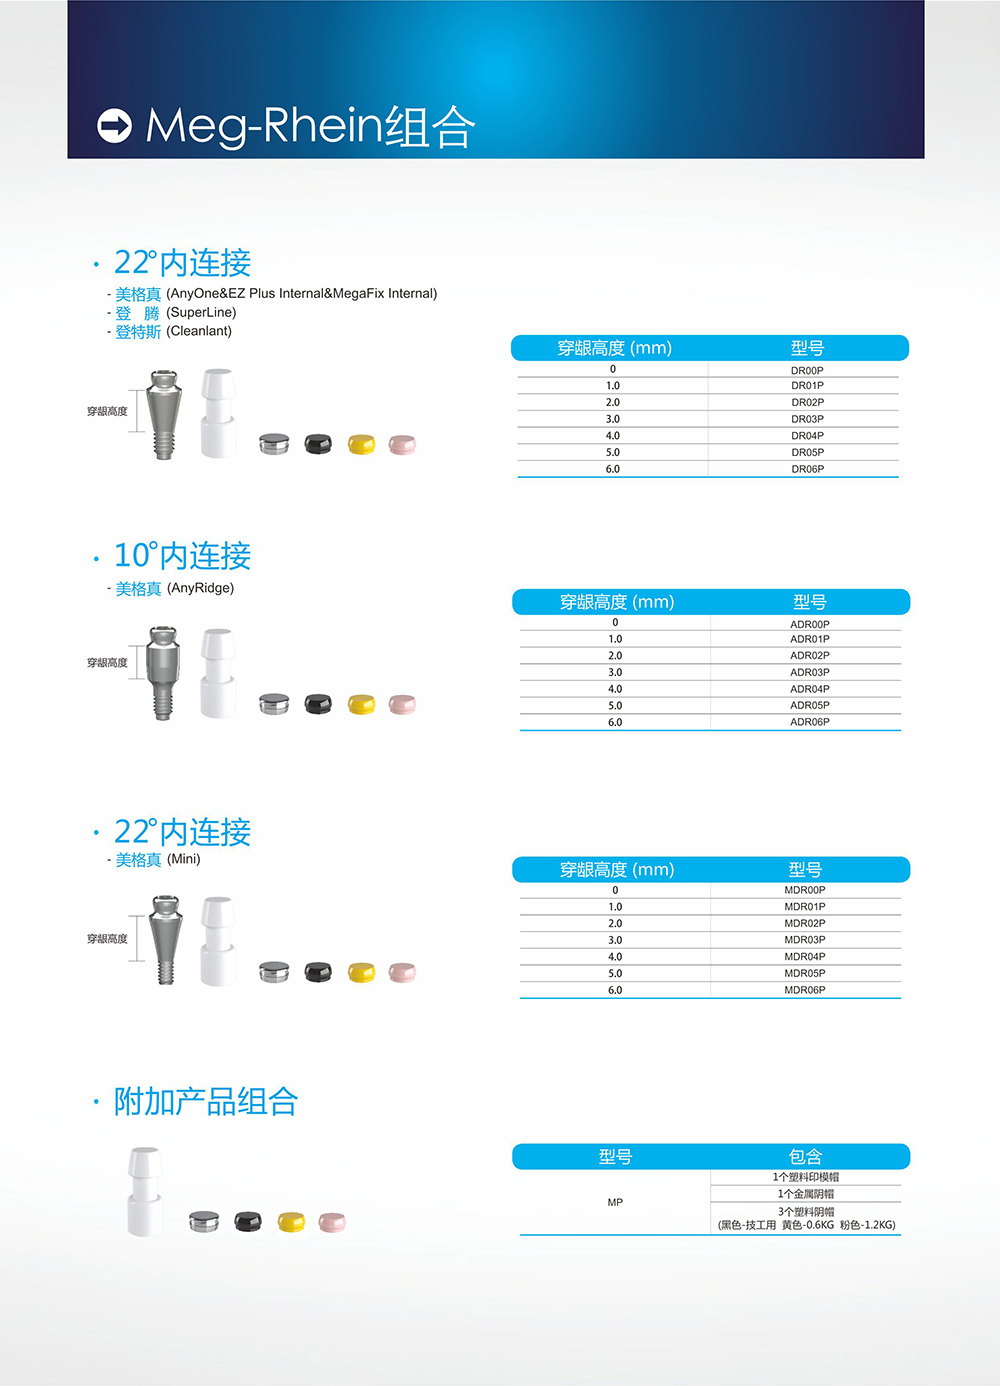 Meg-Rhein组合
· 22°内连接
- 美格真 (AnyOne&EZ Plus Internal&MegaFix Internal)
- 登 腾 (SuperLine)
- 登特斯 (Cleanlant)
穿龈高度
穿龈高度 (mm) 型号
0 DR00P
1.0 DR01P
2.0 DR02P
3.0 DR03P
4.0 DR04P
5.0 DR05P
6.0 DR06P
· 10°内连接
- 美格真 (AnyRidge)
穿龈高度
穿龈高度 (mm) 型号
0 ADR00P
1.0 ADR01P
2.0 ADR02P
3.0 ADR03P
4.0 ADR04P
5.0 ADR05P
6.0 ADR06P
· 22°内连接
- 美格真 (Mini)
穿龈高度
穿龈高度 (mm) 型号
0 MDR00P
1.0 MDR01P
2.0 MDR02P
3.0 MDR03P
4.0 MDR04P
5.0 MDR05P
6.0 MDR06P
· 附加产品组合
型号 包含
MP
1个塑料印模帽
1个金属阴帽
3个塑料阴帽
(黑色-技工用 黄色-0.6KG 粉色-1.2KG)